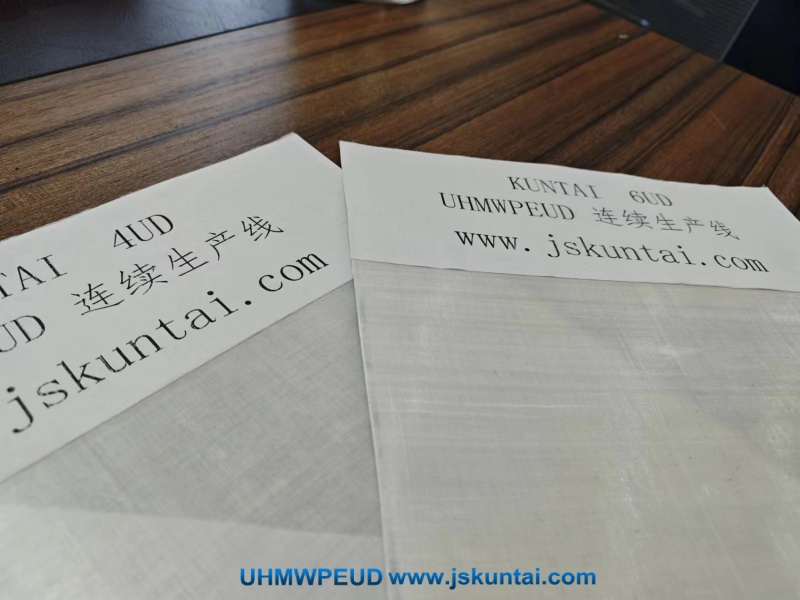 TAI 4UD
UD 连续生产线
jskuntai.com
KUNTAI 6UD
UHMWPEUD 连续生产线
www.jskuntai.com
UHMWPEUD www.jskuntai.com